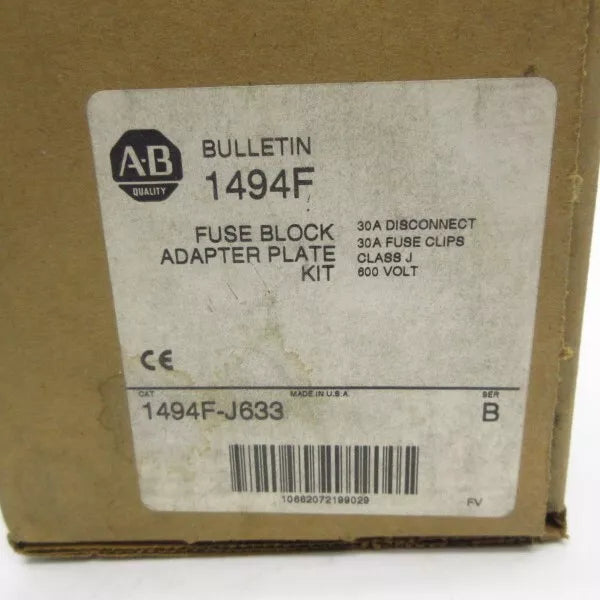 A-B
QUALITY
BULLETIN
1494F
FUSE BLOCK
ADAPTER PLATE
KIT
30A DISCONNECT
30A FUSE CLIPS
CLASS J
600 VOLT
CE
CAT
MADE IN U.S.A.
SER
1494F-J633
B
10662072199029
FV